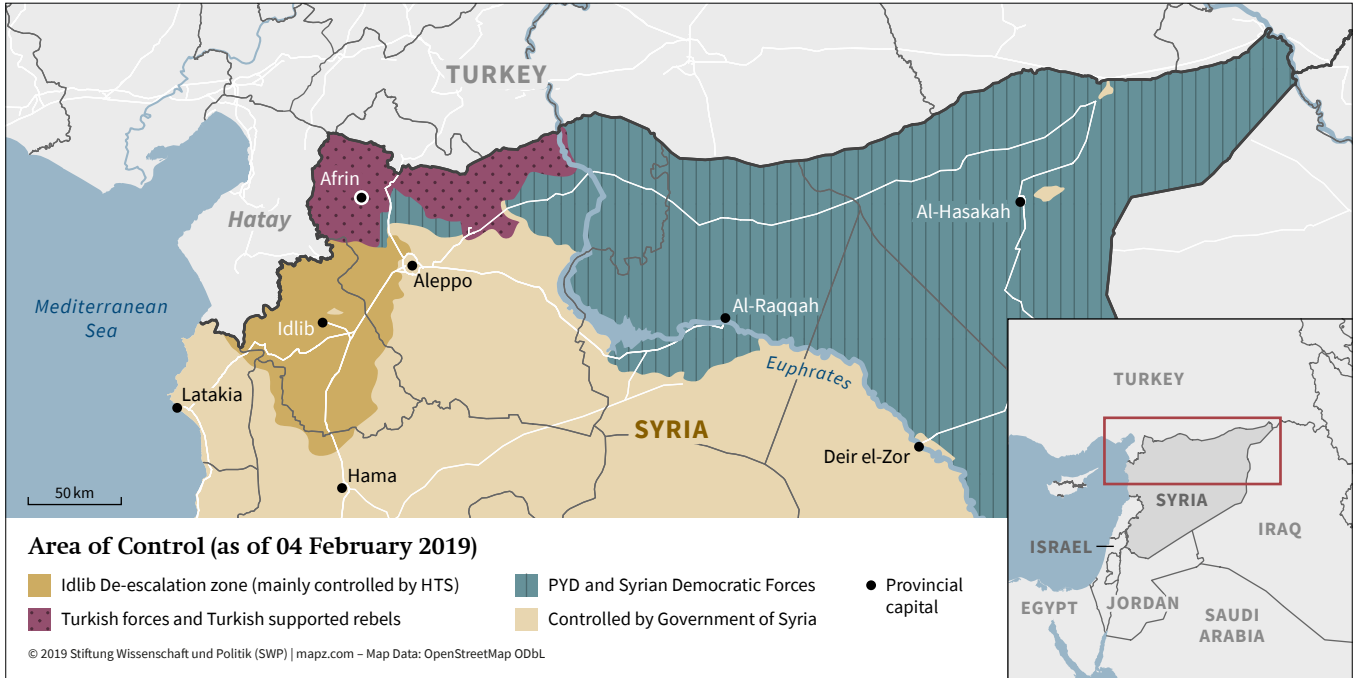 TURKEY
Afrin
Hatay
Al-Hasakah
Aleppo
Mediterranean
Sea
Idlib
Al-Raqqah
Euphrates
Latakia
SYRIA
Deir el-Zor
Hama
50 km
TURKEY
SYRIA
IRAQ
ISRAEL
EGYPT
JORDAN
SAUDI
ARABIA
Area of Control (as of 04 February 2019)
Idlib De-escalation zone (mainly controlled by HTS)
PYD and Syrian Democratic Forces
Provincial
capital
Turkish forces and Turkish supported rebels
Controlled by Government of Syria
© 2019 Stiftung Wissenschaft und Politik (SWP) | mapz.com – Map Data: OpenStreetMap ODbL